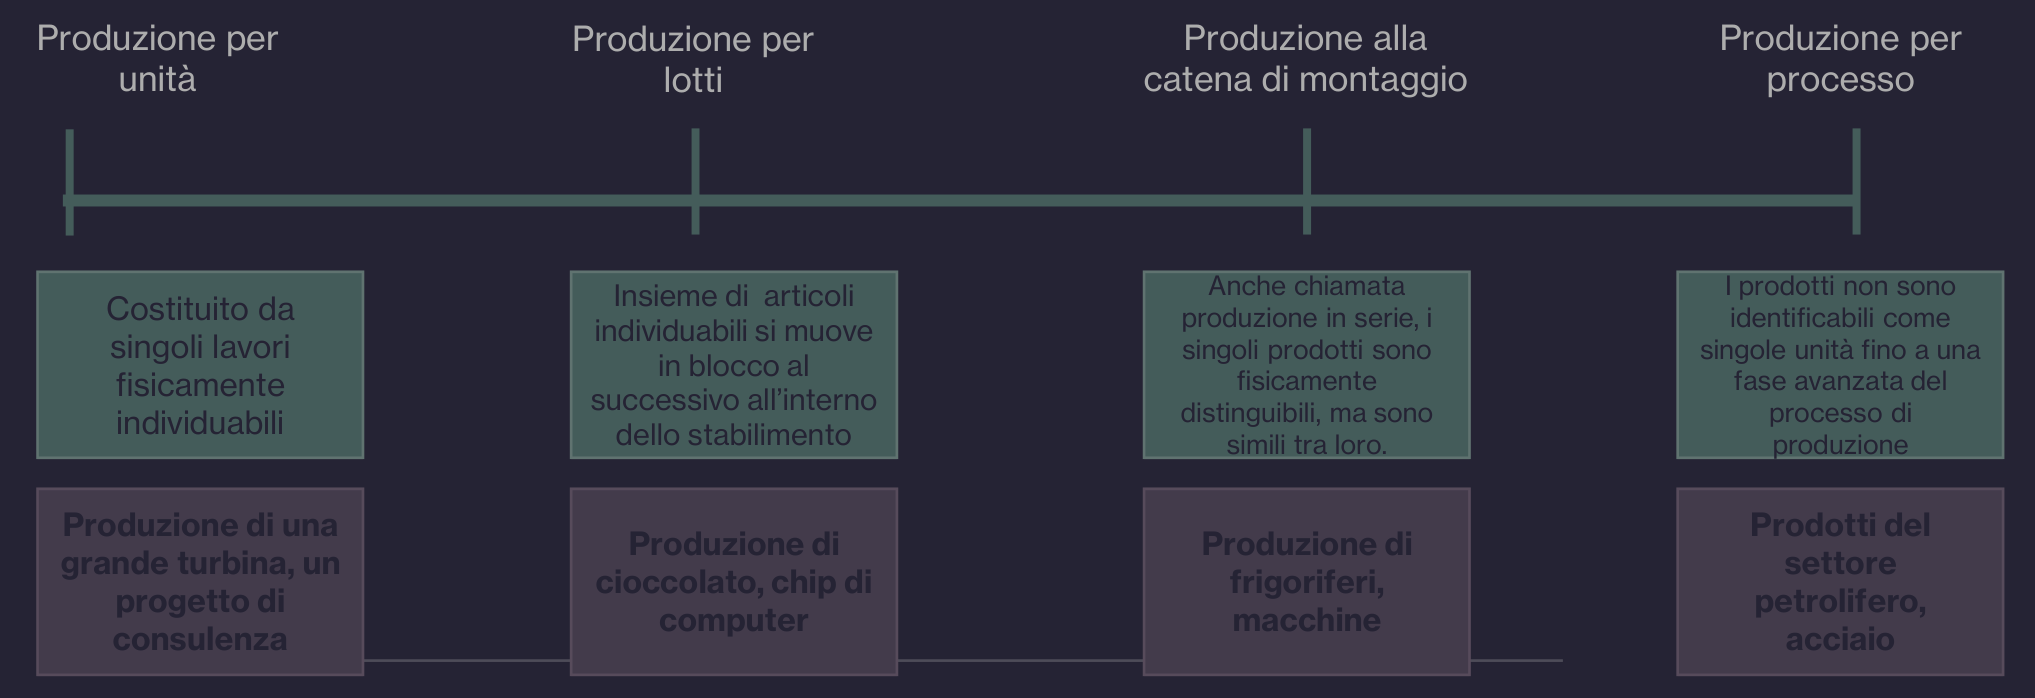 Produzione per
unità
Produzione per
lotti
Produzione alla
catena di montaggio
Produzione per
processo
Costituito da
singoli lavori
fisicamente
individuabili
Insieme di  articoli
individuabili si muove
in blocco al
successivo all’interno
dello stabilimento
Anche chiamata
produzione in serie, i
singoli prodotti sono
fisicamente
distinguibili, ma sono
simili tra loro.
I prodotti non sono
identificabili come
singole unità fino a una
fase avanzata del
processo di
produzione
Produzione di una
grande turbina, un
progetto di
consulenza
Produzione di
cioccolato, chip di
computer
Produzione di
frigoriferi,
macchine
Prodotti del
settore
petrolifero,
acciaio